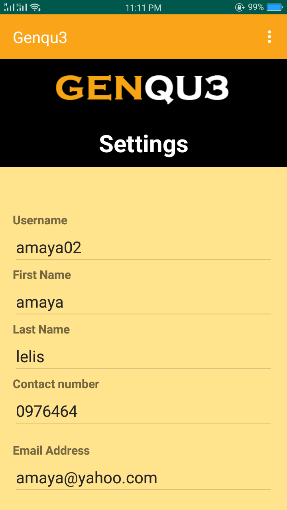 11:11 PM
99%
Genqu3
GENQU3
Settings
Username
amaya02
First Name
amaya
Last Name
lelis
Contact number
0976464
Email Address
amaya@yahoo.com